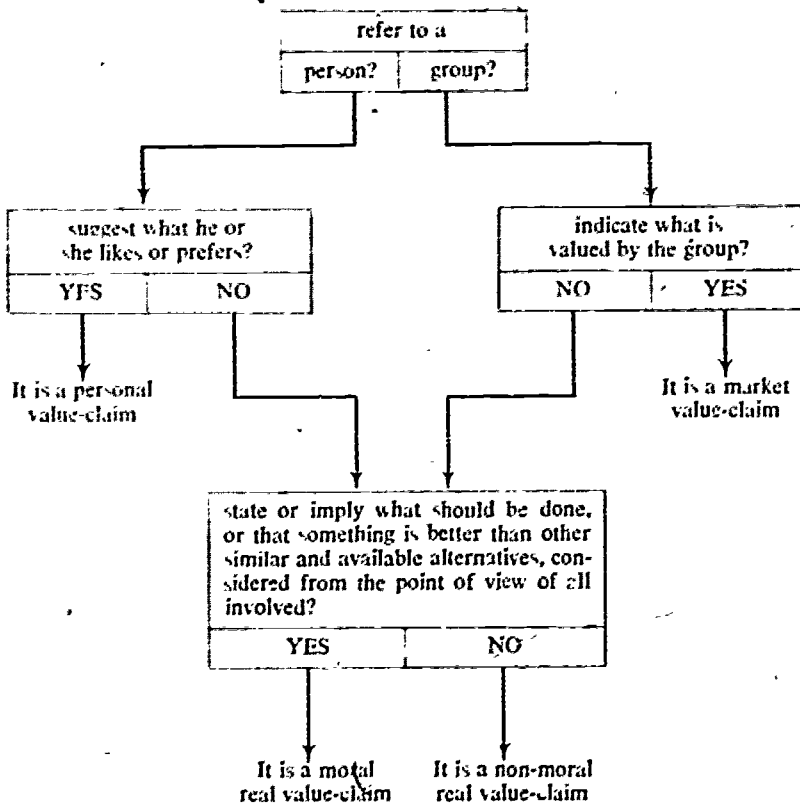 refer to a
person? group?
suggest what he or
she likes or prefers?
YES NO
indicate what is
valued by the group?
NO YES
It is a personal
value-claim
It is a market
value-claim
state or imply what should be done,
or that something is better than other
similar and available alternatives, con-
sidered from the point of view of all
involved?
YES NO
It is a moral
real value-claim
It is a non-moral
real value-claim